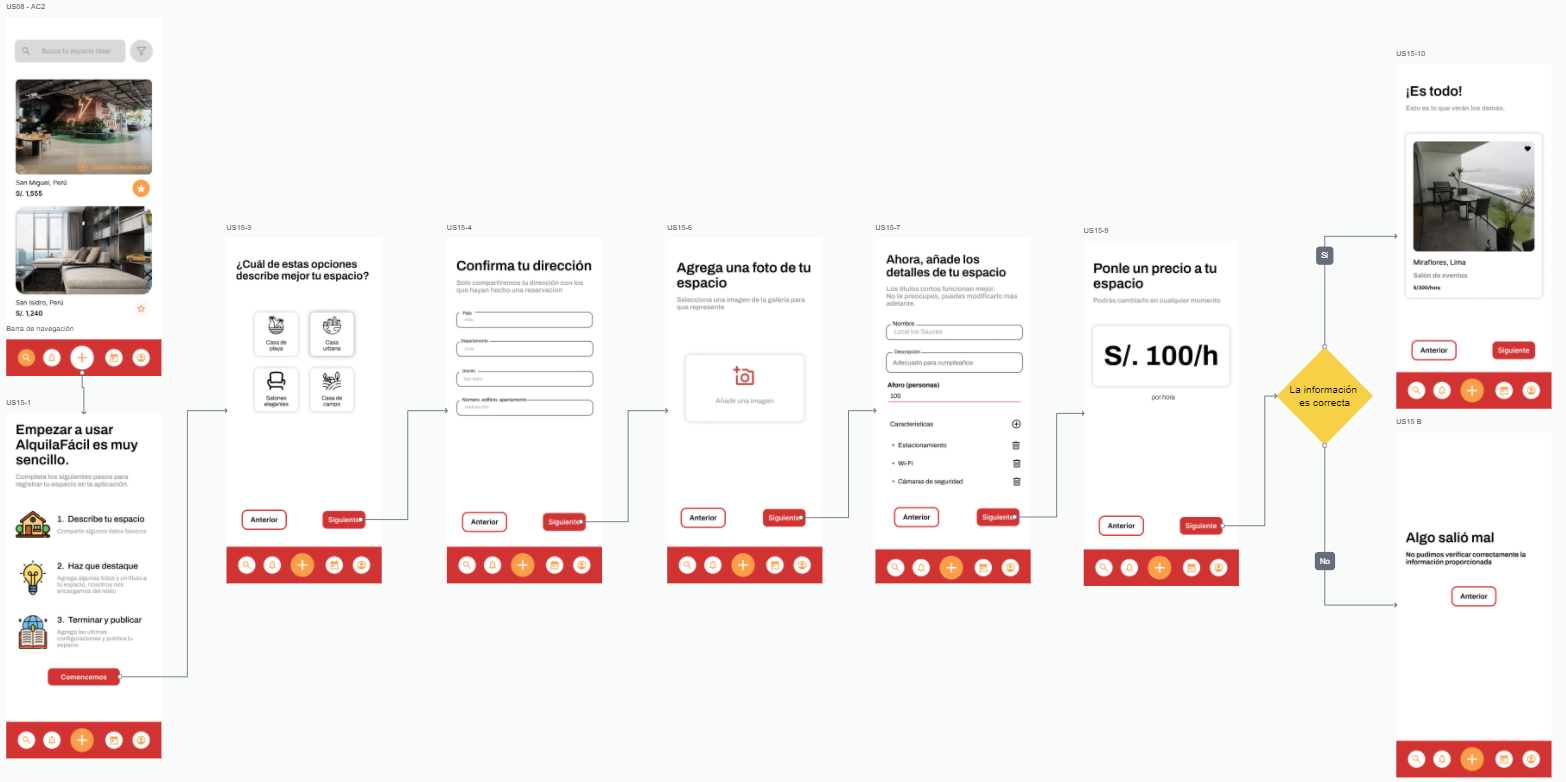 US08 - AC2
Busca tu espacio ideal
Espacio destacado
San Miguel, Perú
S/. 1,555
San Isidro, Perú
S/. 1,240
Barra de navegación
US15-1
Empezar a usar
AlquilaFácil es muy
sencillo.
Completa los siguientes pasos para
registrar tu espacio en la aplicación.
1. Describe tu espacio
Comparte algunos datos básicos
2. Haz que destaque
Agrega algunas fotos y un título a
tu espacio, nosotros nos
encargamos del resto
3. Terminar y publicar
Agrega las ultimas
configuraciones y publica tu
espacio
Comencemos
US15-3
¿Cuál de estas opciones
describe mejor tu espacio?
Casa de
playa
Casa
urbana
Salones
elegantes
Casa de
campo
Anterior
Siguiente
US15-4
Confirma tu dirección
Solo compartiremos tu dirección con los
que hayan hecho una reservacion
País
Perú
Departamento
Lima
Distrito
San Isidro
Número, edificio, apartamento
Anterior
Siguiente
US15-6
Agrega una foto de tu
espacio
Selecciona una imagen de la galería para
que represente
Añadir una imagen
Anterior
Siguiente
US15-7
Ahora, añade los
detalles de tu espacio
Los títulos cortos funcionan mejor.
No te preocupes, puedes modificarlo más
adelante.
Nombre
Local los Sauces
Descripción
Adecuado para cumpleaños
Aforo (personas)
100
Características
• Estacionamiento
• Wi-Fi
• Cámaras de seguridad
Anterior
Siguiente
US15-9
Ponle un precio a tu
espacio
Podrás cambiarlo en cualquier momento
S/. 100/h
por hora
Anterior
Siguiente
La información
es correcta
Si
No
US15-10
¡Es todo!
Esto es lo que verán los demás.
Miraflores, Lima
Salón de eventos
S/300/hora
Anterior
Siguiente
US15 B
Algo salió mal
No pudimos verificar correctamente la
información proporcionada
Anterior